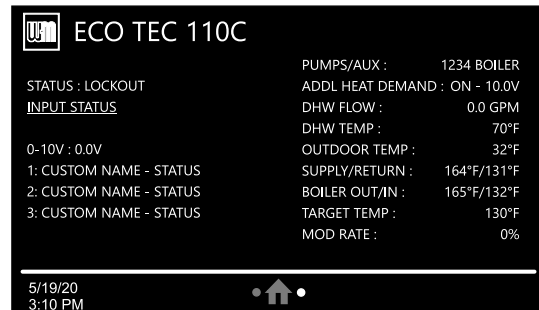 WM ECO TEC 110C
PUMPS/AUX : 1234 BOILER
STATUS : LOCKOUT
ADDL HEAT DEMAND : ON - 10.0V
INPUT STATUS
DHW FLOW : 0.0 GPM
DHW TEMP : 70°F
0-10V : 0.0V
OUTDOOR TEMP : 32°F
1: CUSTOM NAME - STATUS
SUPPLY/RETURN : 164°F/131°F
2: CUSTOM NAME - STATUS
BOILER OUT/IN : 165°F/132°F
3: CUSTOM NAME - STATUS
TARGET TEMP : 130°F
MOD RATE : 0%
5/19/20
3:10 PM